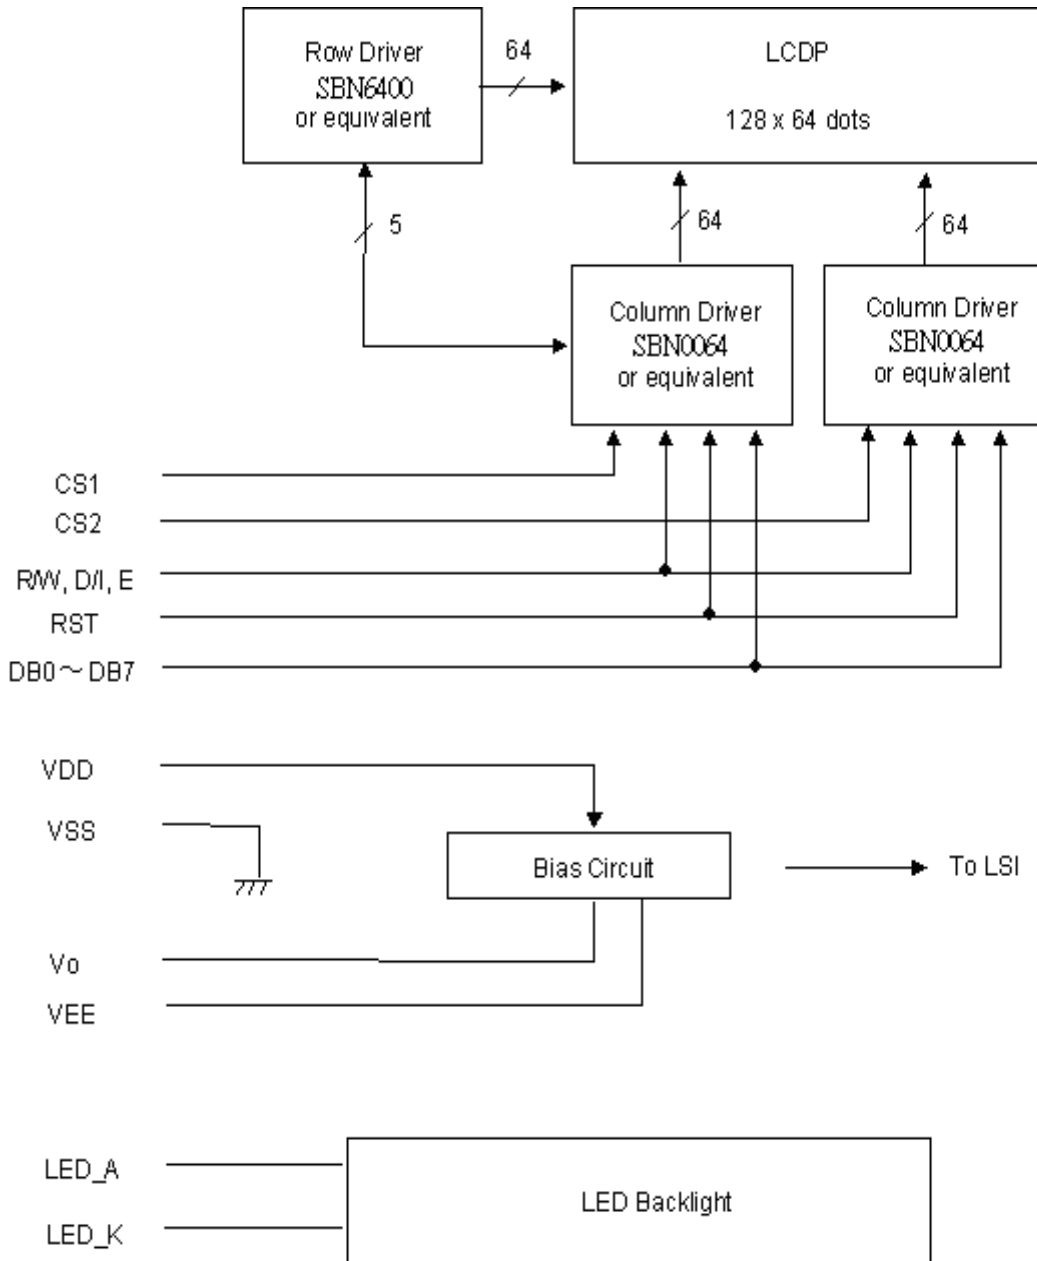 Row Driver
SBN6400
or equivalent
64
LCDP
128 x 64 dots
5
64
64
Column Driver
SBN0064
or equivalent
Column Driver
SBN0064
or equivalent
CS1
CS2
R/W, D/I, E
RST
DB0～DB7
VDD
VSS
Bias Circuit
To LSI
Vo
VEE
LED_A
LED Backlight
LED_K